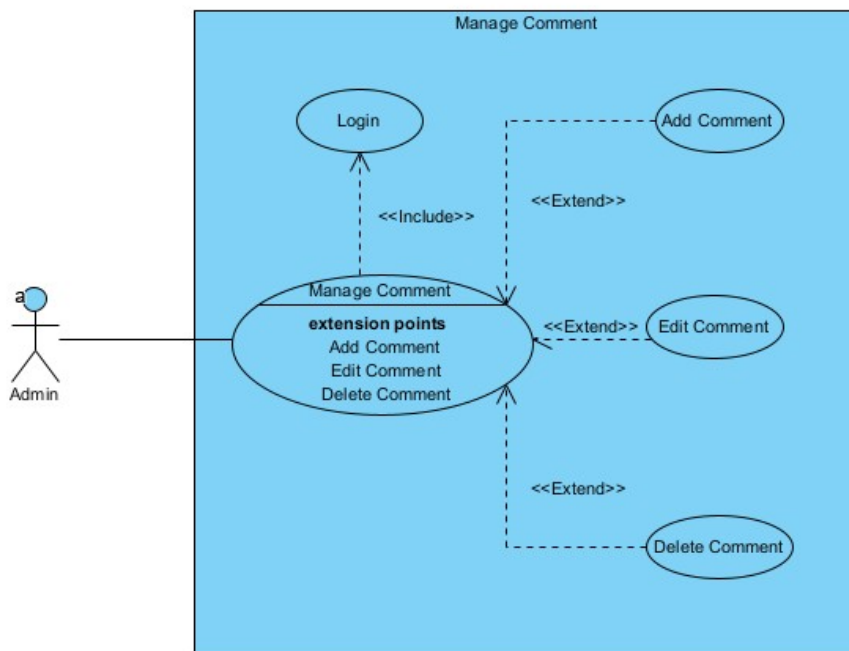 Manage Comment
Login
Add Comment
<<Include>>
<<Extend>>
Manage Comment
extension points
Add Comment
Edit Comment
Delete Comment
<<Extend>>
Edit Comment
a
Admin
<<Extend>>
Delete Comment